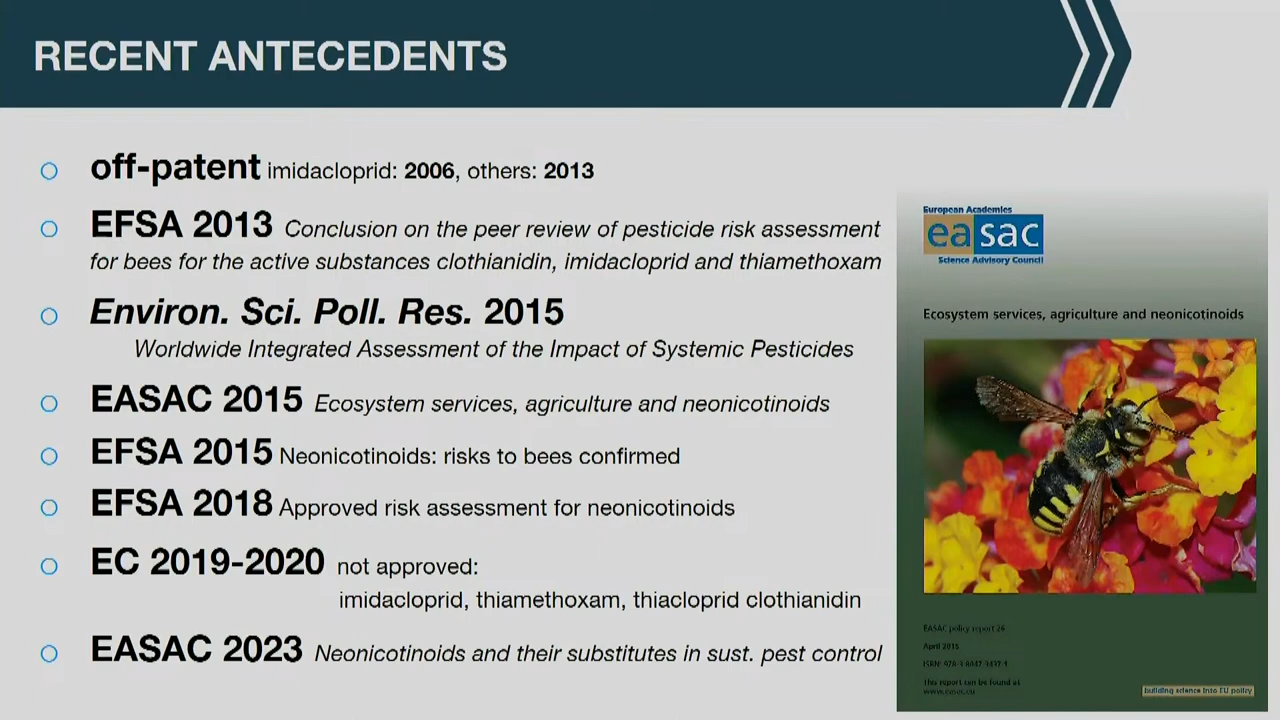 RECENT ANTECEDENTS
off-patent imidacloprid: 2006, others: 2013
EFSA 2013 Conclusion on the peer review of pesticide risk assessment
for bees for the active substances clothianidin, imidacloprid and thiamethoxam
Environ. Sci. Poll. Res. 2015
Worldwide Integrated Assessment of the Impact of Systemic Pesticides
EASAC 2015 Ecosystem services, agriculture and neonicotinoids
EFSA 2015 Neonicotinoids: risks to bees confirmed
EFSA 2018 Approved risk assessment for neonicotinoids
EC 2019-2020 not approved:
imidacloprid, thiamethoxam, thiacloprid clothianidin
EASAC 2023 Neonicotinoids and their substitutes in sust. pest control
European Academies
easac
Science Advisory Council
Ecosystem services, agriculture and neonicotinoids
EASAC policy report 26
April 2015
ISBN: 978-3-8047-3437-1
This report can be found at
www.easac.eu
building science into EU policy